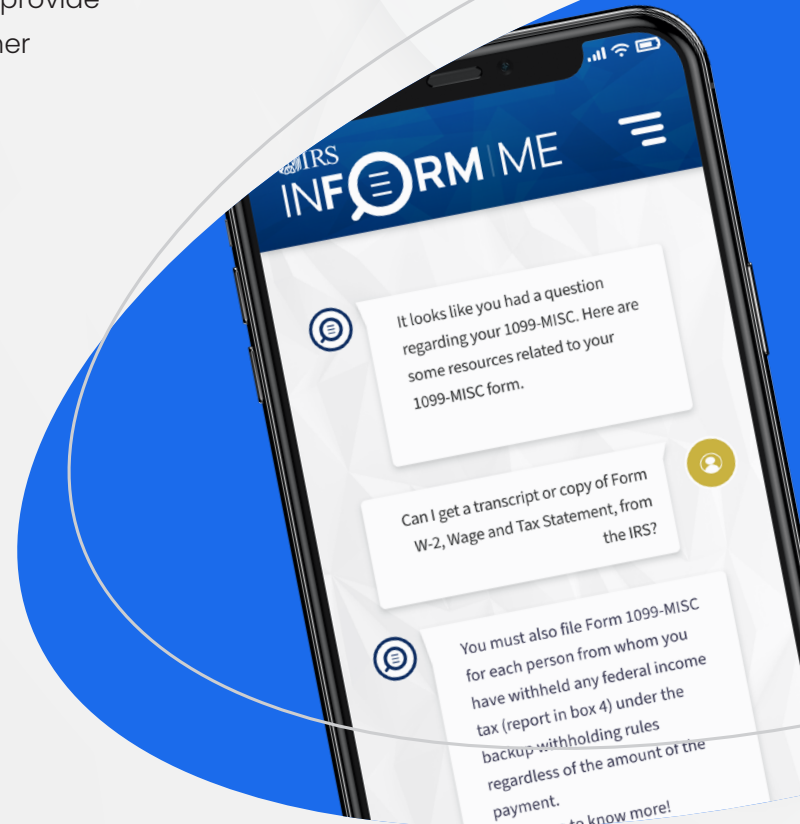 provide
IRS
INFORM ME
It looks like you had a question
regarding your 1099-MISC. Here are
some resources related to your
1099-MISC form.
Can I get a transcript or copy of Form
W-2, Wage and Tax Statement, from
the IRS?
You must also file Form 1099-MISC
for each person from whom you
have withheld any federal income
tax (report in box 4) under the
backup withholding rules
regardless of the amount of the
payment.
to know more!